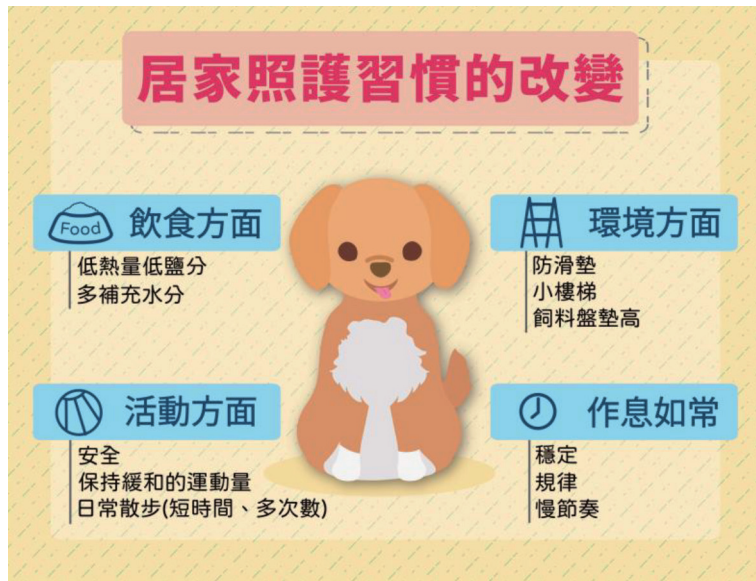 居家照護習慣的改變
Food
飲食方面
低熱量低鹽分
多補充水分
環境方面
防滑墊
小樓梯
飼料盤墊高
活動方面
安全
保持緩和的運動量
日常散步(短時間、多次數)
作息如常
穩定
規律
慢節奏